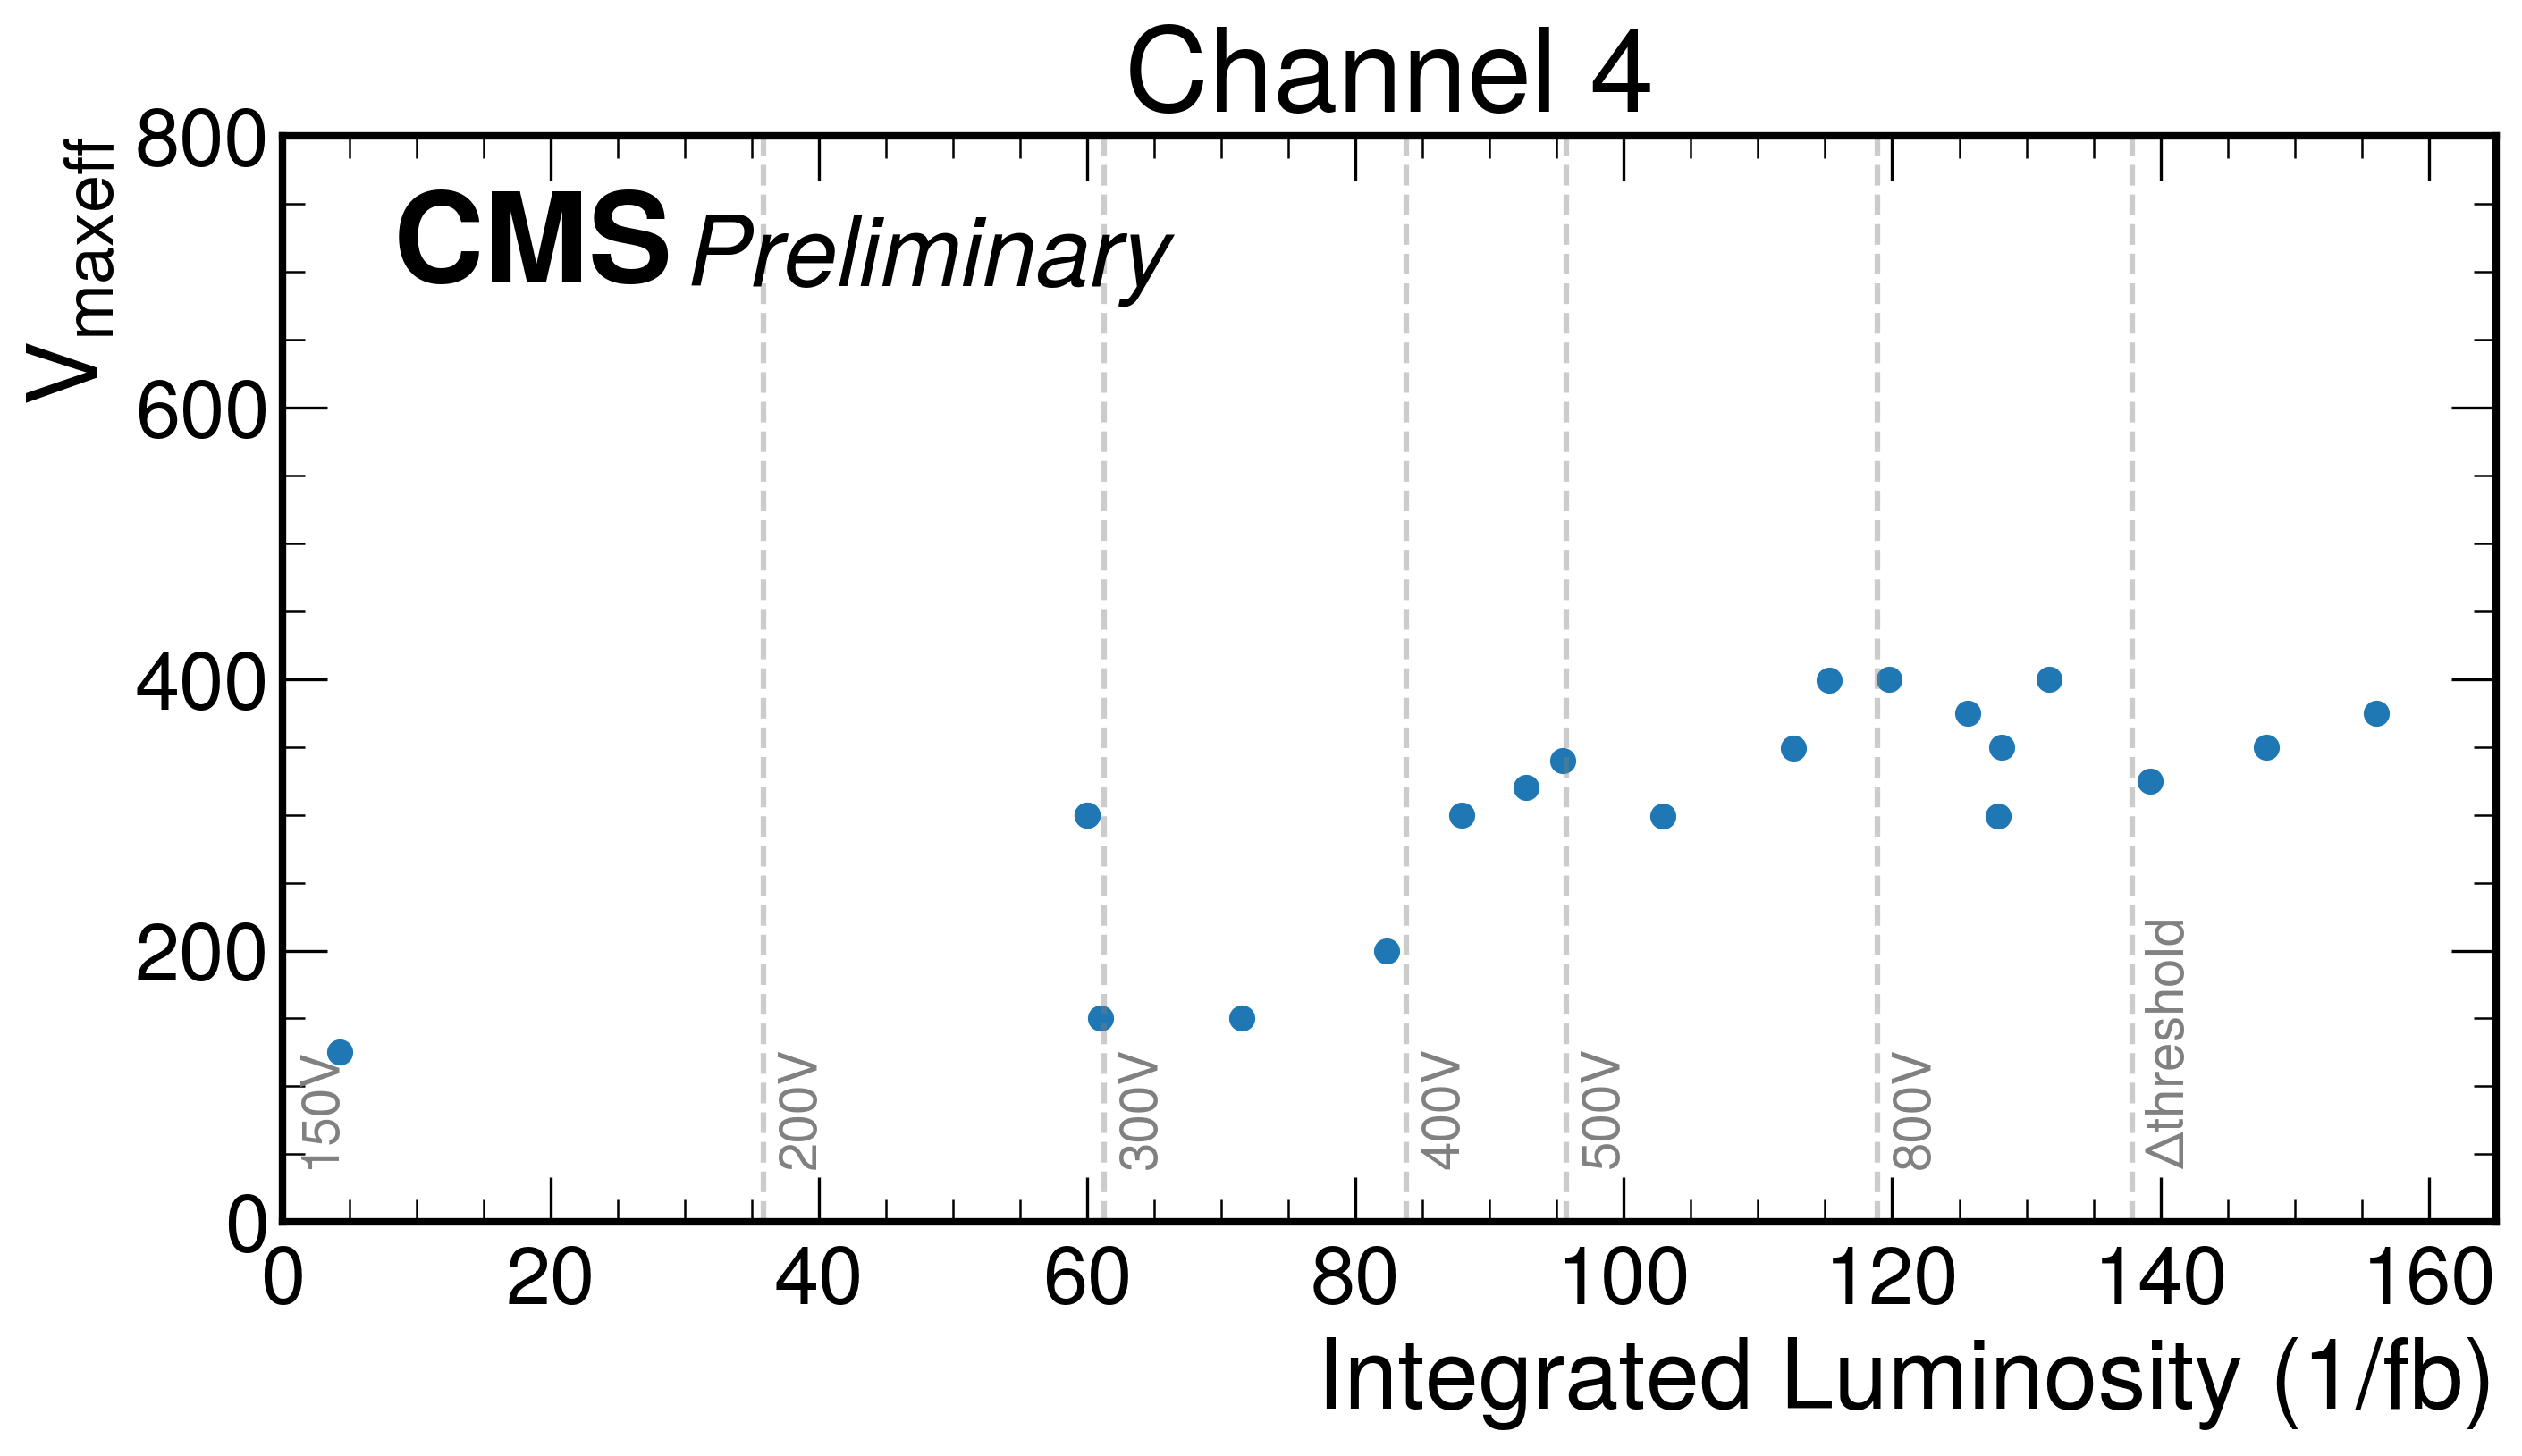 Channel 4
CMS Preliminary
V_maxeff
800
600
400
200
0
150V
200V
300V
400V
500V
800V
Δthreshold
0 20 40 60 80 100 120 140 160
Integrated Luminosity (1/fb)